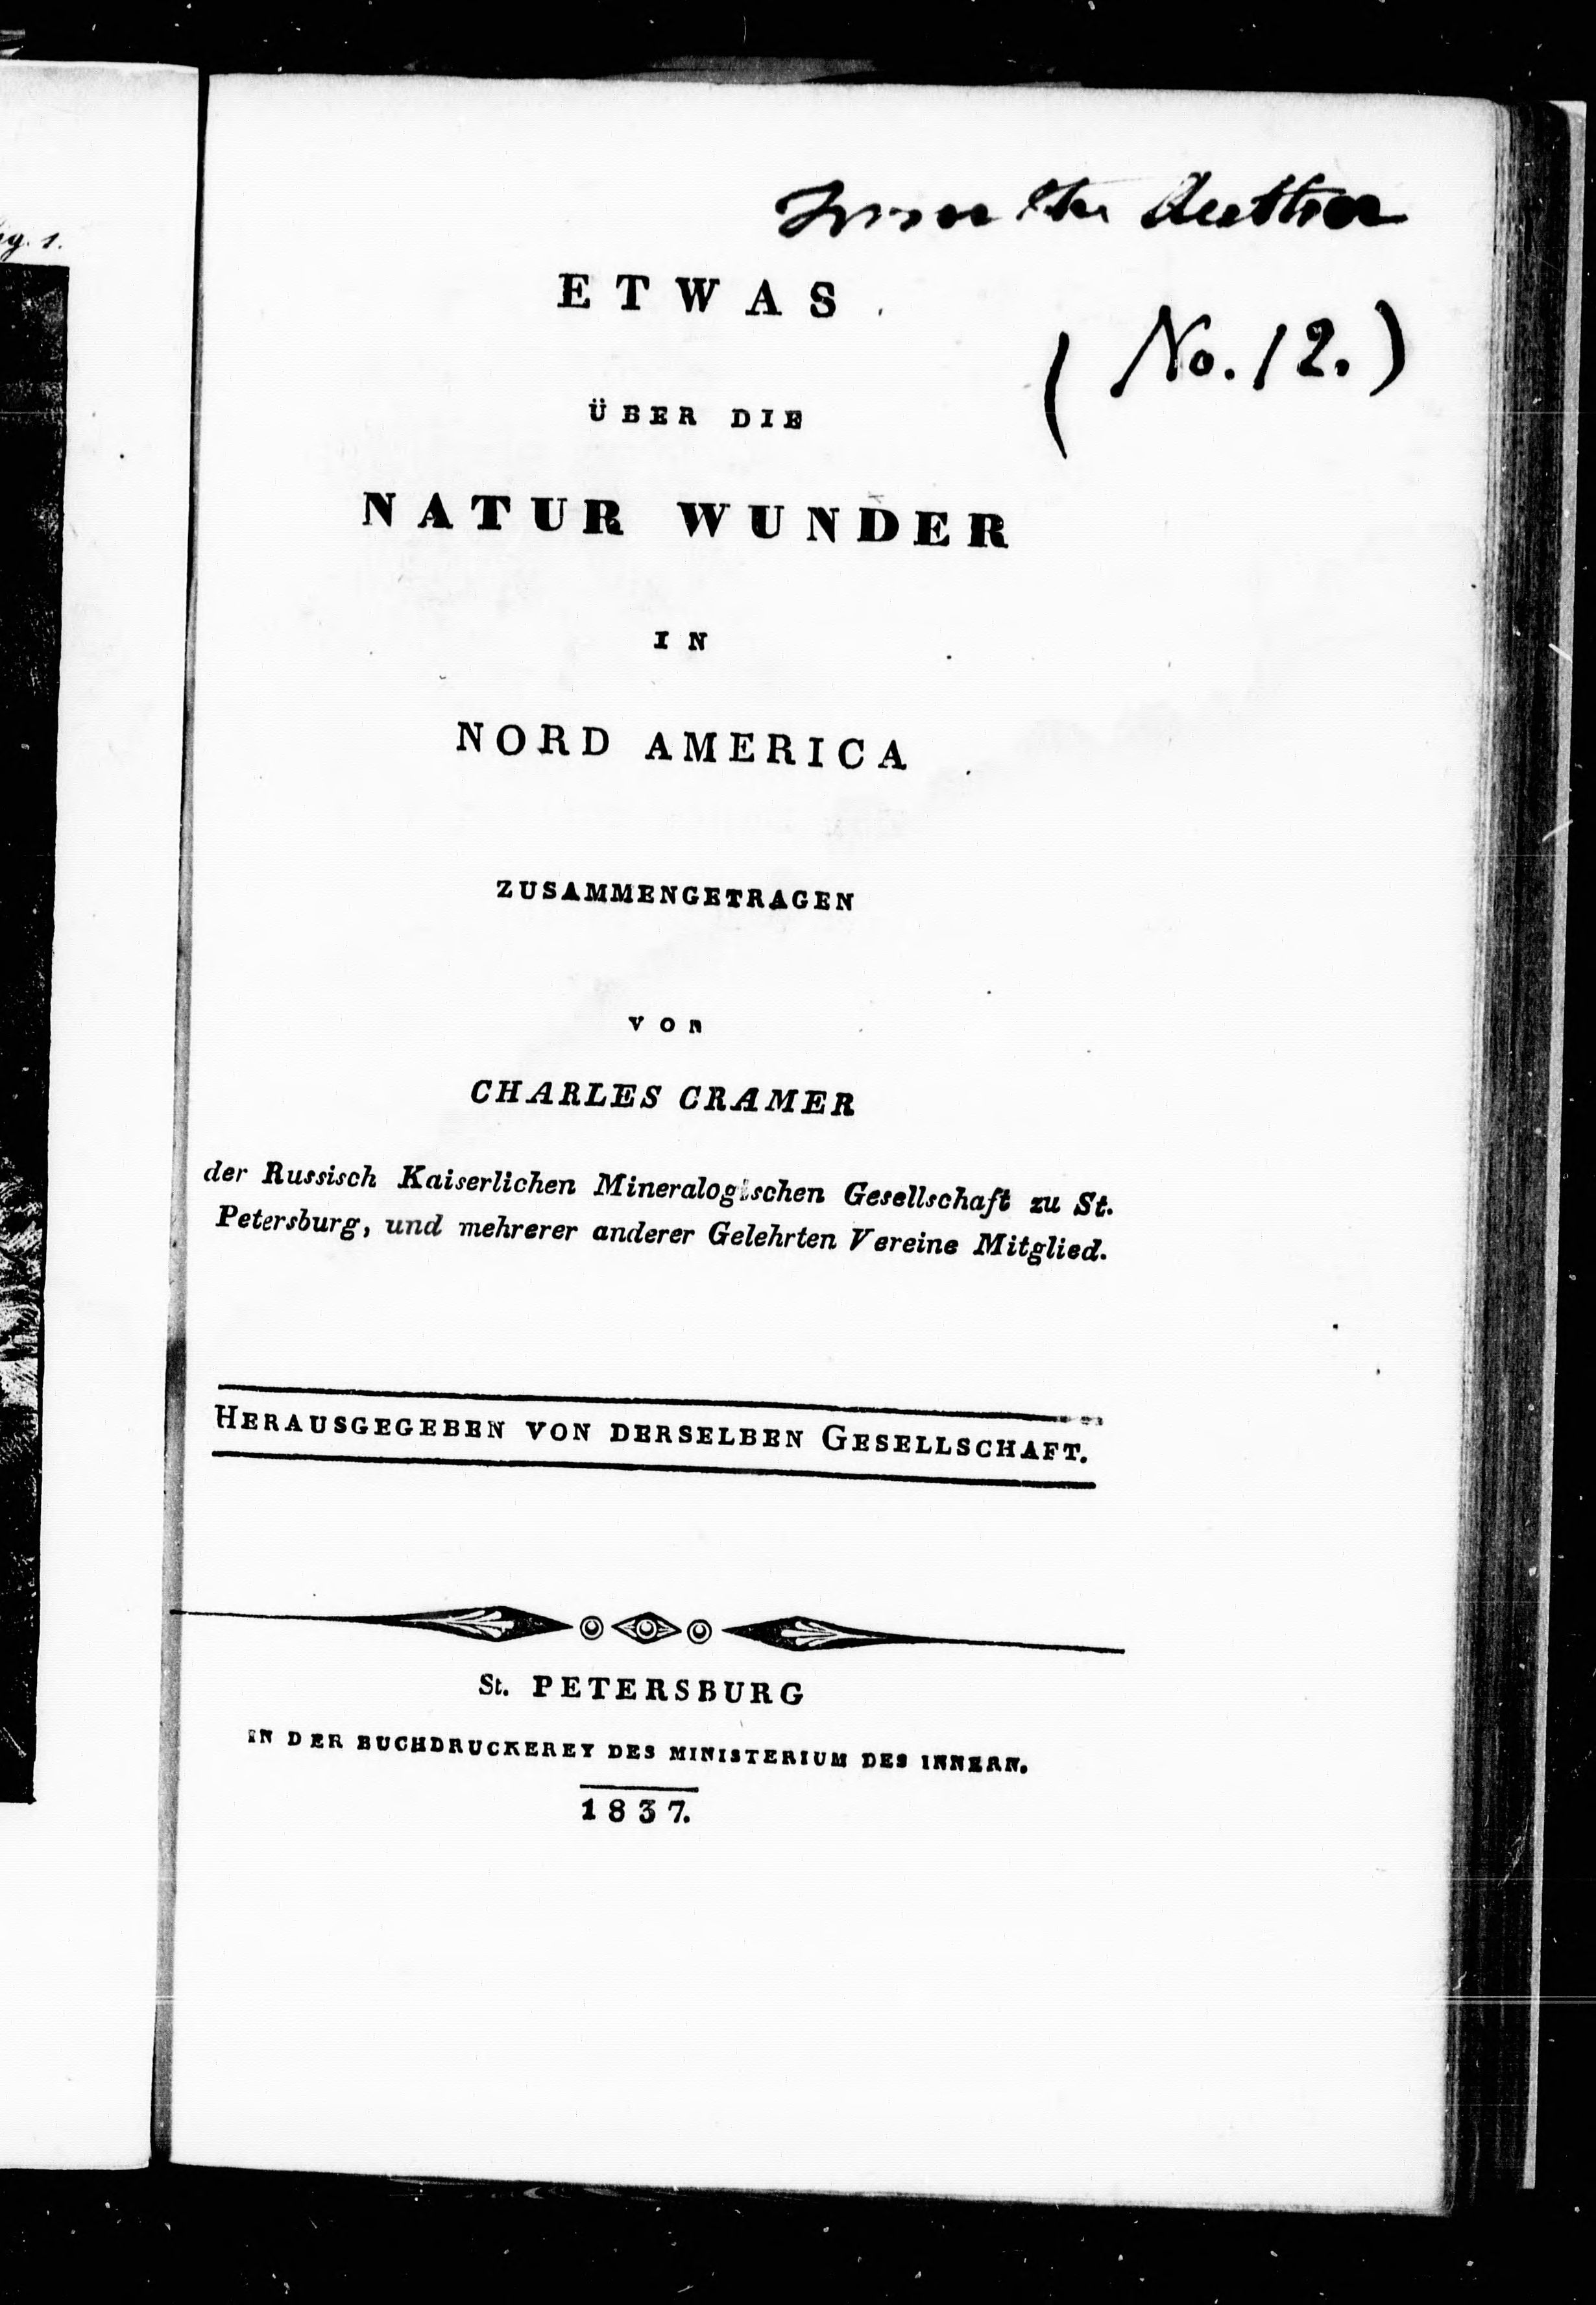 From the Author
ETWAS
(No. 12.)
ÜBER DIE
NATUR WUNDER
IN
NORD AMERICA
ZUSAMMENGETRAGEN
VON
CHARLES CRAMER
der Russisch Kaiserlichen Mineralogischen Gesellschaft zu St.
Petersburg, und mehrerer anderer Gelehrten Vereine Mitglied.
HERAUSGEGEBEN VON DERSELBEN GESELLSCHAFT.
St. PETERSBURG
IN DER BUCHDRUCKEREY DES MINISTERIUM DES INNERN.
1837.